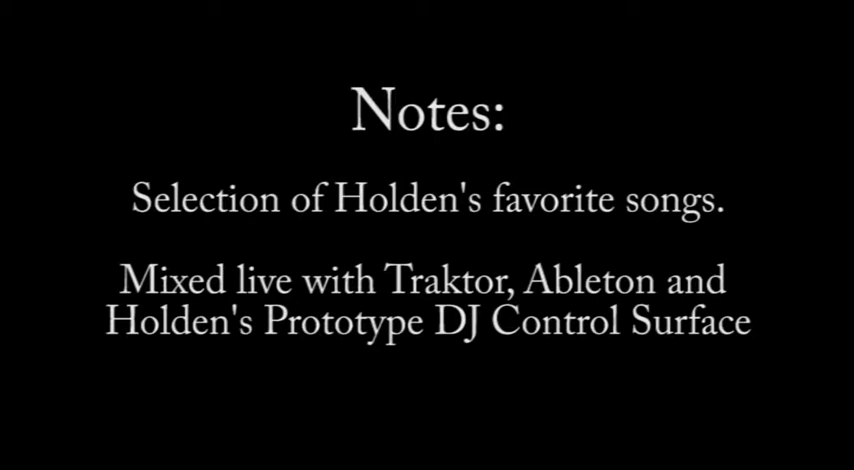 Notes:
Selection of Holden's favorite songs.
Mixed live with Traktor, Ableton and
Holden's Prototype DJ Control Surface